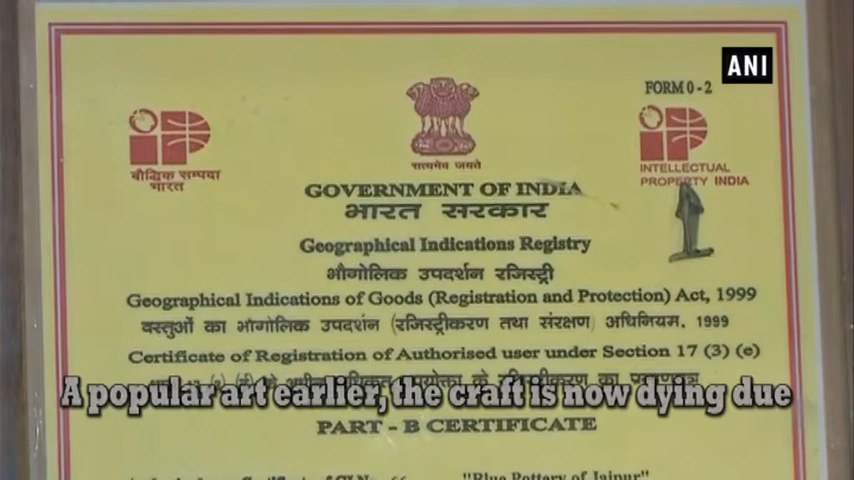 ANI
FORM 0 - 2
iP
iP
बौद्धिक सम्पदा
भारत
सत्यमेव जयते
INTELLECTUAL
PROPERTY INDIA
GOVERNMENT OF INDIA
भारत सरकार
Geographical Indications Registry
भौगोलिक उपदर्शन रजिस्ट्री
Geographical Indications of Goods (Registration and Protection) Act, 1999
वस्तुओं का भौगोलिक उपदर्शन (रजिस्ट्रीकरण तथा संरक्षण) अधिनियम, 1999
Certificate of Registration of Authorised user under Section 17 (3) (e)
A popular art earlier, the craft is now dying due
PART - B CERTIFICATE
"Blue Pottery of Jaipur"